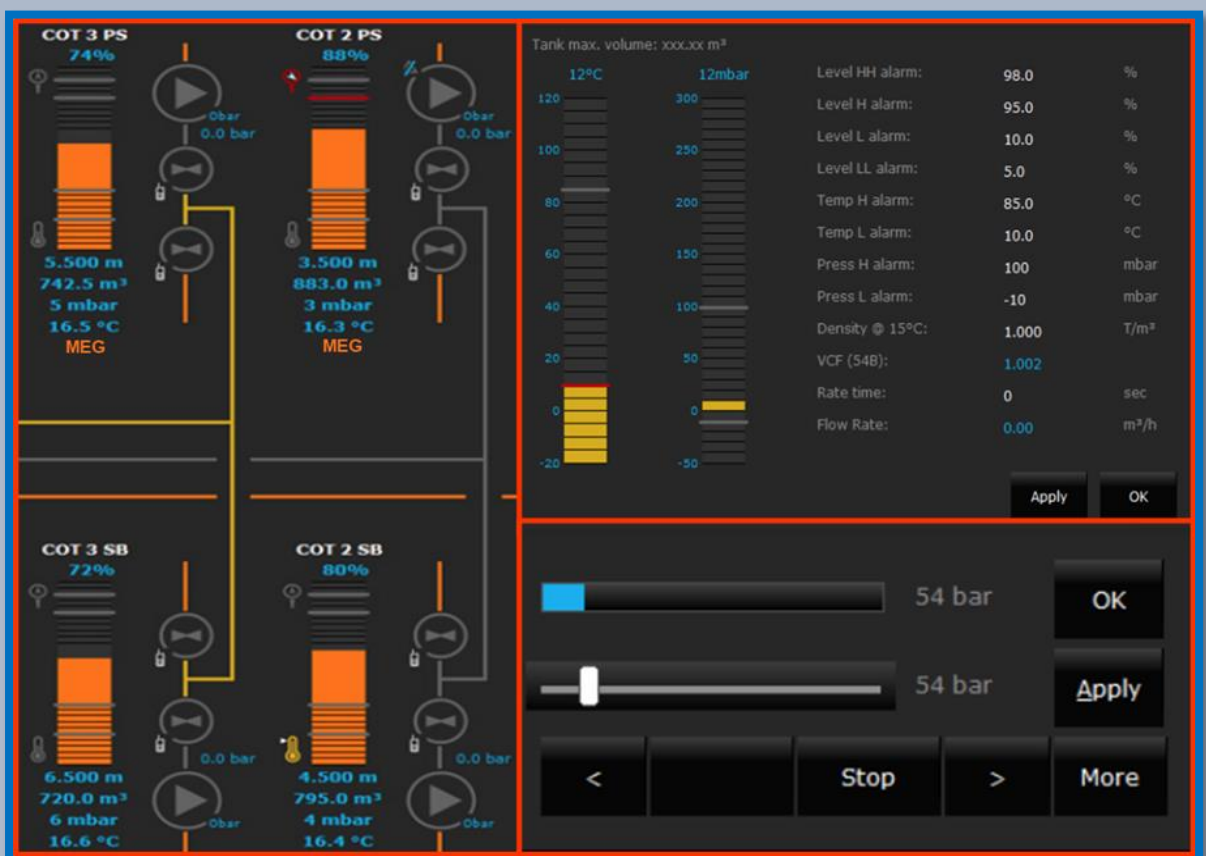 COT 3 PS
74%
0bar
0.0 bar
5.500 m
742.5 m³
5 mbar
16.5 °C
MEG
COT 2 PS
88%
0bar
0.0 bar
3.500 m
883.0 m³
3 mbar
16.3 °C
MEG
COT 3 SB
72%
0.0 bar
6.500 m
720.0 m³
0bar
6 mbar
16.6 °C
COT 2 SB
80%
0.0 bar
4.500 m
795.0 m³
0bar
4 mbar
16.4 °C
Tank max. volume: xxx.xx m³
12°C
120
100
80
60
40
20
0
-20
12mbar
300
250
200
150
100
50
0
-50
Level HH alarm: 98.0 %
Level H alarm: 95.0 %
Level L alarm: 10.0 %
Level LL alarm: 5.0 %
Temp H alarm: 85.0 °C
Temp L alarm: 10.0 °C
Press H alarm: 100 mbar
Press L alarm: -10 mbar
Density @ 15°C: 1.000 T/m³
VCF (54B): 1.002
Rate time: 0 sec
Flow Rate: 0.00 m³/h
Apply OK
54 bar OK
54 bar Apply
< Stop > More